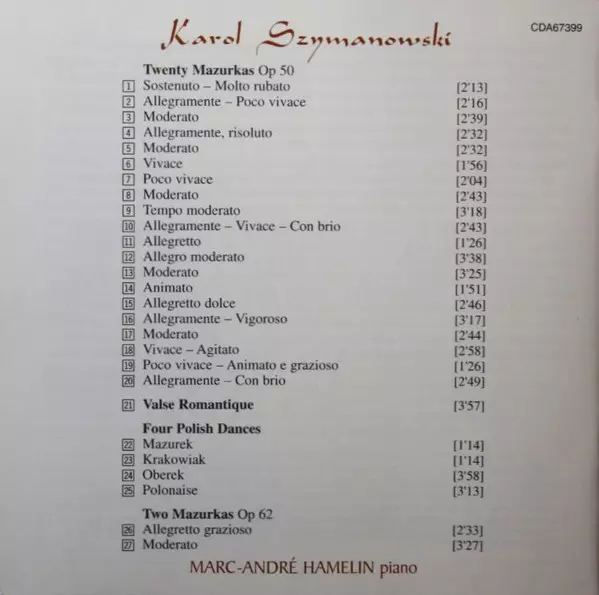 Karol Szymanowski
CDA67399
Twenty Mazurkas Op 50
1 Sostenuto – Molto rubato [2'13]
2 Allegramente – Poco vivace [2'16]
3 Moderato [2'39]
4 Allegramente, risoluto [2'32]
5 Moderato [2'32]
6 Vivace [1'56]
7 Poco vivace [2'04]
8 Moderato [2'43]
9 Tempo moderato [3'18]
10 Allegramente – Vivace – Con brio [2'43]
11 Allegretto [1'26]
12 Allegro moderato [3'38]
13 Moderato [3'25]
14 Animato [1'51]
15 Allegretto dolce [2'46]
16 Allegramente – Vigoroso [3'17]
17 Moderato [2'44]
18 Vivace – Agitato [2'58]
19 Poco vivace – Animato e grazioso [1'26]
20 Allegramente – Con brio [2'49]
21 Valse Romantique [3'57]
Four Polish Dances
22 Mazurek [1'14]
23 Krakowiak [1'14]
24 Oberek [3'58]
25 Polonaise [3'13]
Two Mazurkas Op 62
26 Allegretto grazioso [2'33]
27 Moderato [3'27]
MARC-ANDRÉ HAMELIN piano